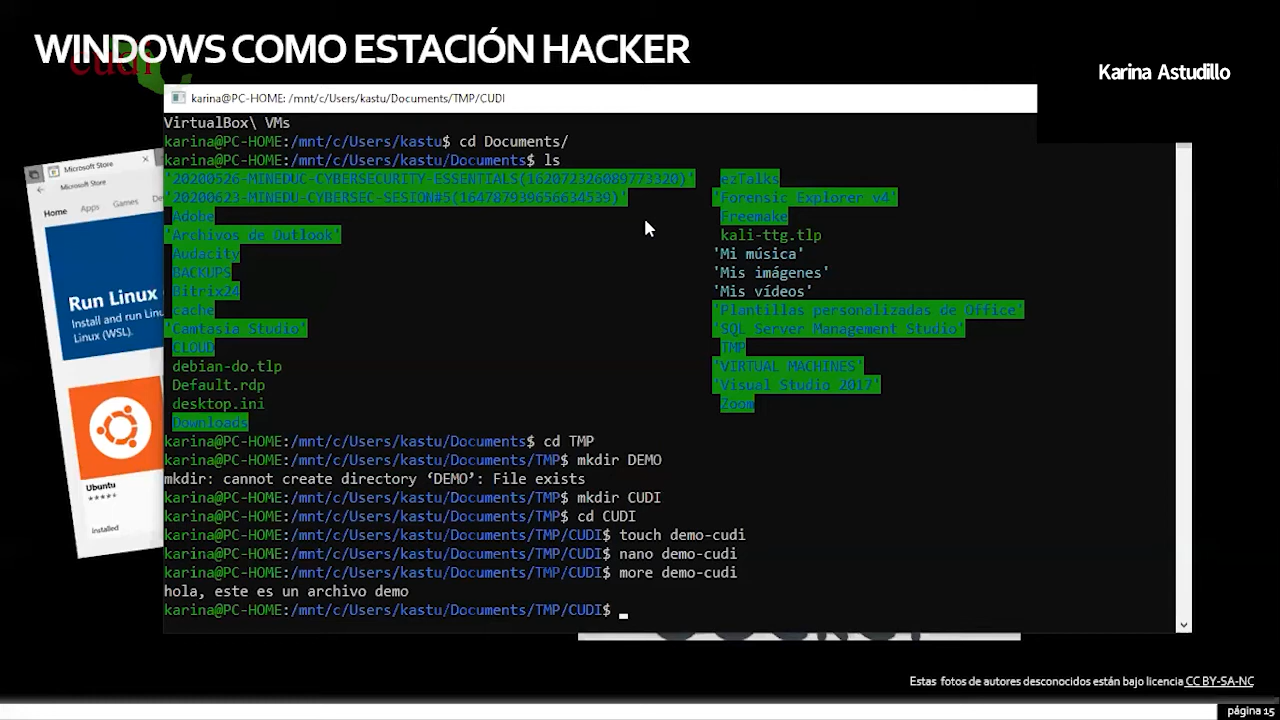 WINDOWS COMO ESTACIÓN HACKER
cudi
Karina Astudillo
karina@PC-HOME: /mnt/c/Users/kastu/Documents/TMP/CUDI
VirtualBox\ VMs
karina@PC-HOME:/mnt/c/Users/kastu$ cd Documents/
karina@PC-HOME:/mnt/c/Users/kastu/Documents$ ls
'20200526-MINEDUC-CYBERSECURITY-ESSENTIALS(162072326089773320)' ezTalks
'20200623-MINEDU-CYBERSEC-SESION#5(164787939656634539)' 'Forensic Explorer v4'
Adobe Freemake
'Archivos de Outlook' kali-ttg.tlp
Audacity 'Mi música'
BACKUPS 'Mis imágenes'
Bitrix24 'Mis vídeos'
cache 'Plantillas personalizadas de Office'
'Camtasia Studio' 'SQL Server Management Studio'
CLOUD TMP
debian-do.tlp 'VIRTUAL MACHINES'
Default.rdp 'Visual Studio 2017'
desktop.ini Zoom
Downloads
karina@PC-HOME:/mnt/c/Users/kastu/Documents$ cd TMP
karina@PC-HOME:/mnt/c/Users/kastu/Documents/TMP$ mkdir DEMO
mkdir: cannot create directory ‘DEMO’: File exists
karina@PC-HOME:/mnt/c/Users/kastu/Documents/TMP$ mkdir CUDI
karina@PC-HOME:/mnt/c/Users/kastu/Documents/TMP$ cd CUDI
karina@PC-HOME:/mnt/c/Users/kastu/Documents/TMP/CUDI$ touch demo-cudi
karina@PC-HOME:/mnt/c/Users/kastu/Documents/TMP/CUDI$ nano demo-cudi
karina@PC-HOME:/mnt/c/Users/kastu/Documents/TMP/CUDI$ more demo-cudi
hola, este es un archivo demo
karina@PC-HOME:/mnt/c/Users/kastu/Documents/TMP/CUDI$
Microsoft Store
Microsoft Store
Home Apps Games
Run Linux
Install and run Linux
Linux (WSL).
Ubuntu
Installed
Estas fotos de autores desconocidos están bajo licencia CC BY-SA-NC
página 15